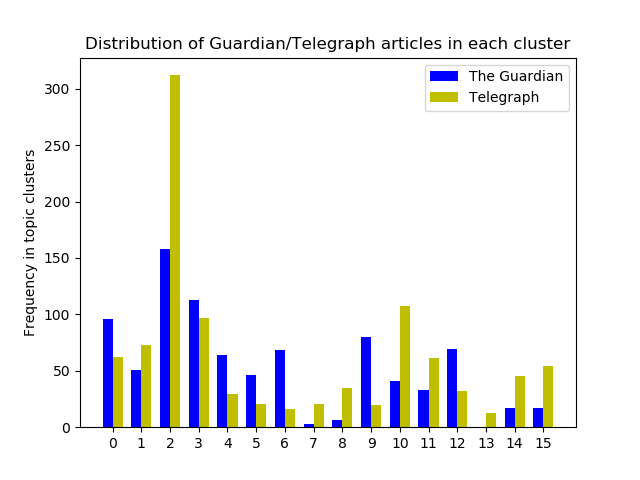 Distribution of Guardian/Telegraph articles in each cluster
The Guardian
Telegraph
Frequency in topic clusters
300
250
200
150
100
50
0
0 1 2 3 4 5 6 7 8 9 10 11 12 13 14 15